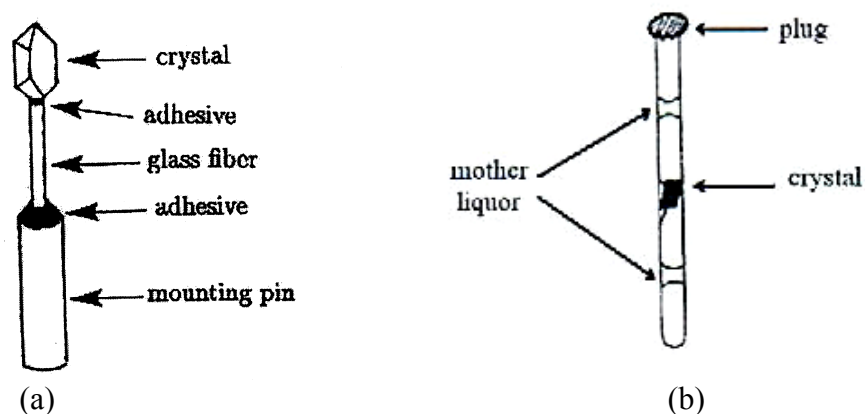 crystal
adhesive
glass fiber
adhesive
mounting pin
(a)
plug
mother
liquor
crystal
(b)